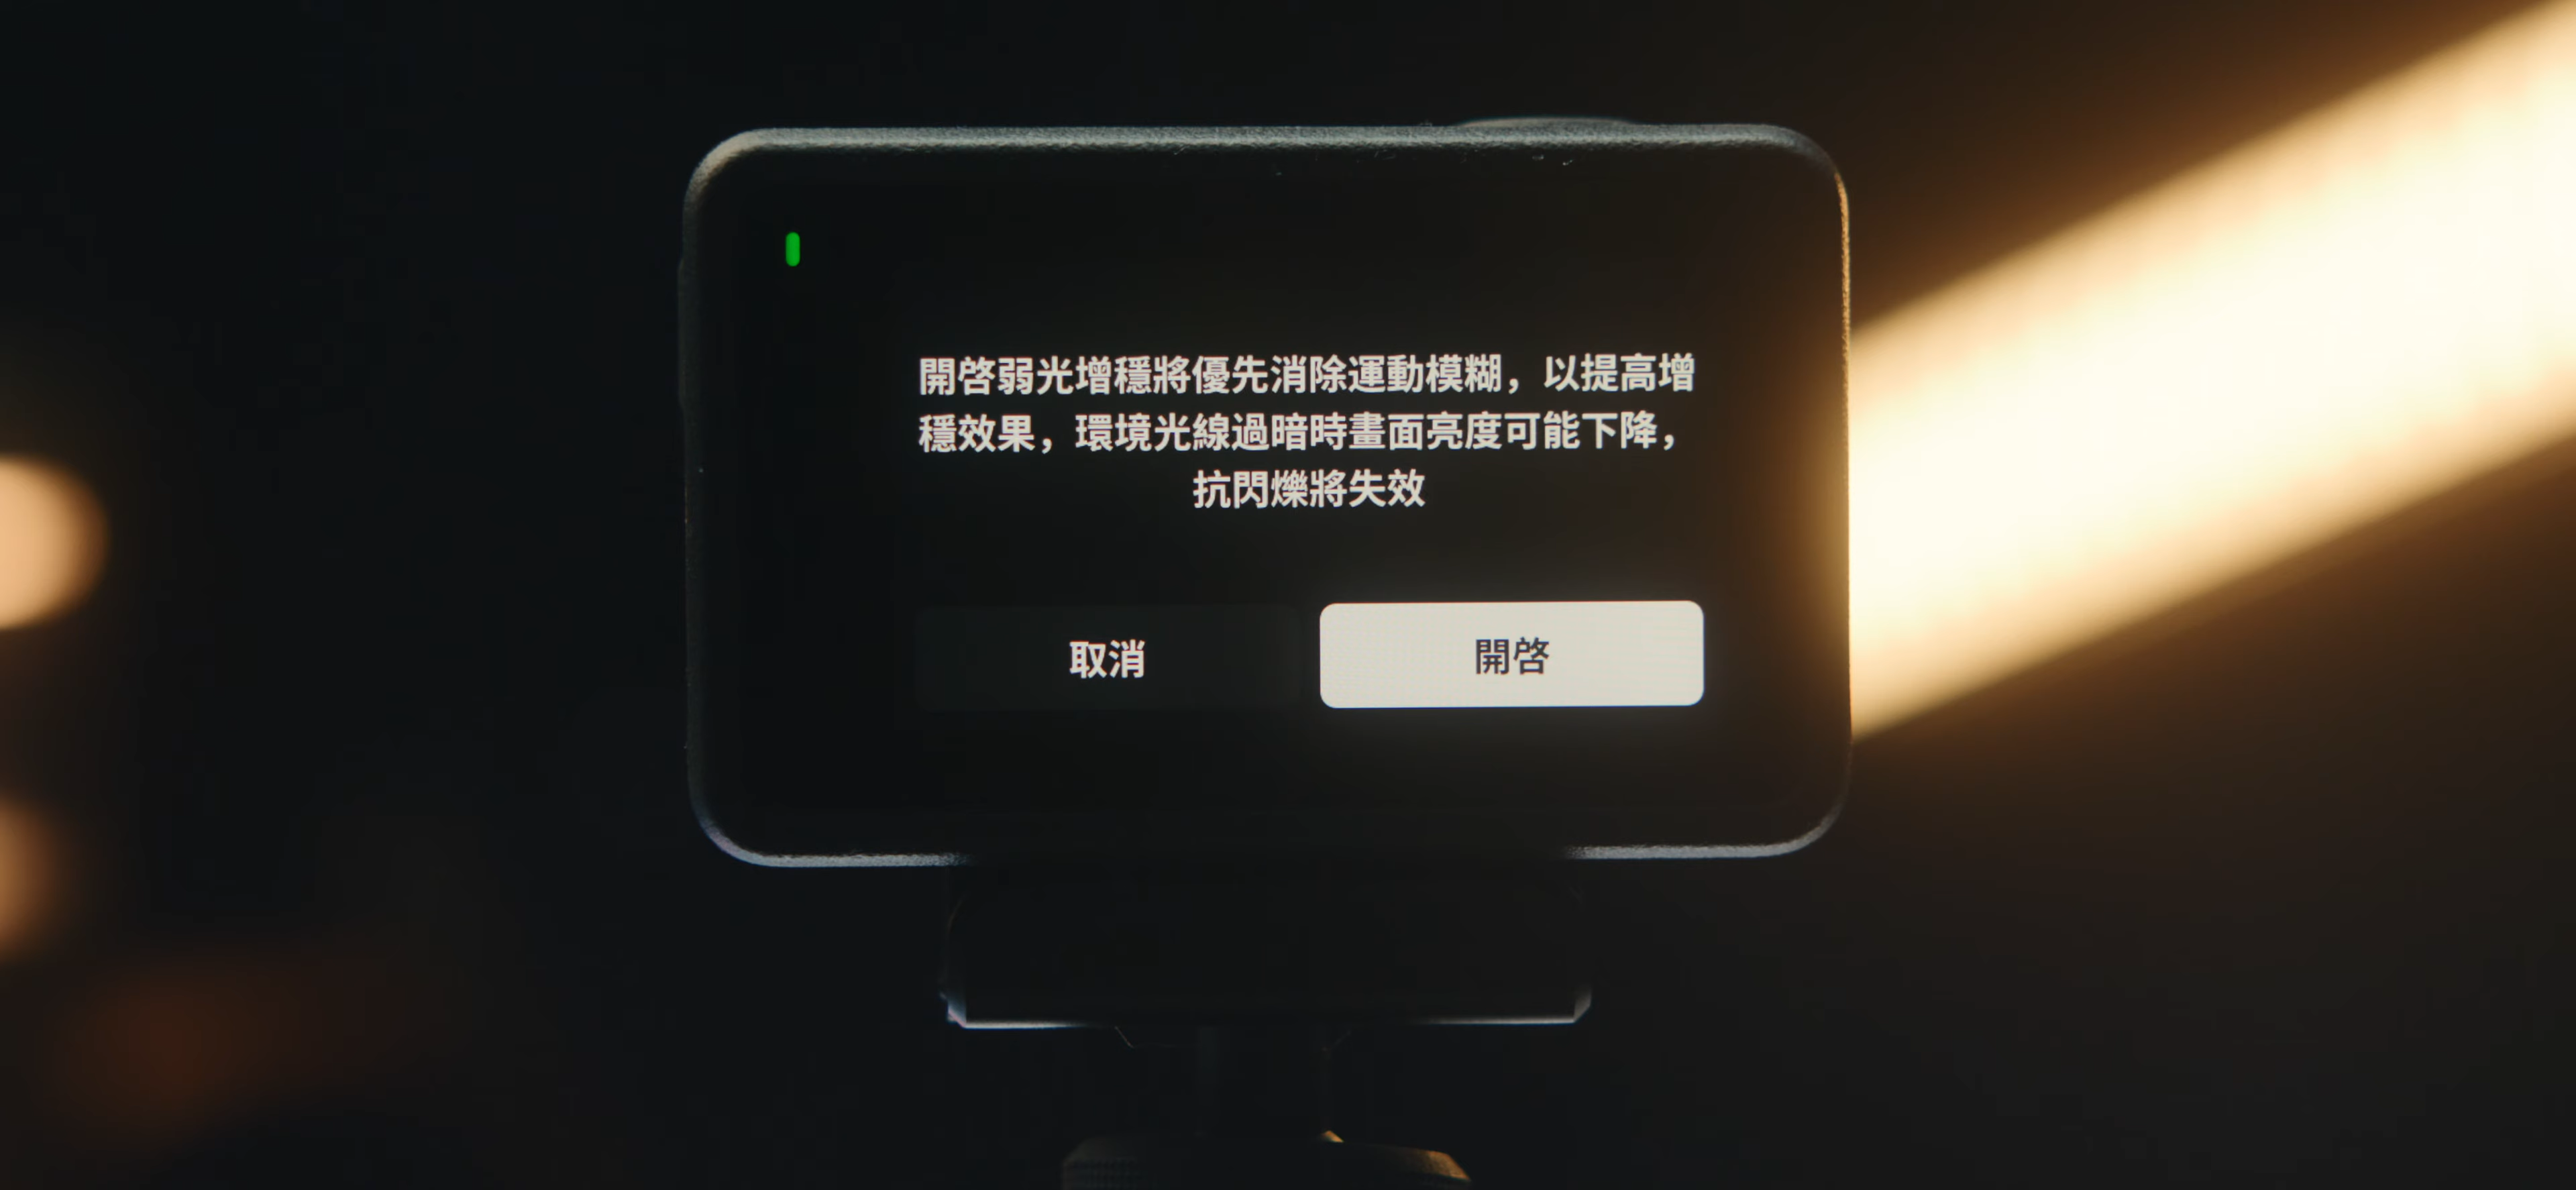 開啓弱光增穩將優先消除運動模糊，以提高增
穩效果，環境光線過暗時畫面亮度可能下降，
抗閃爍將失效
取消
開啓